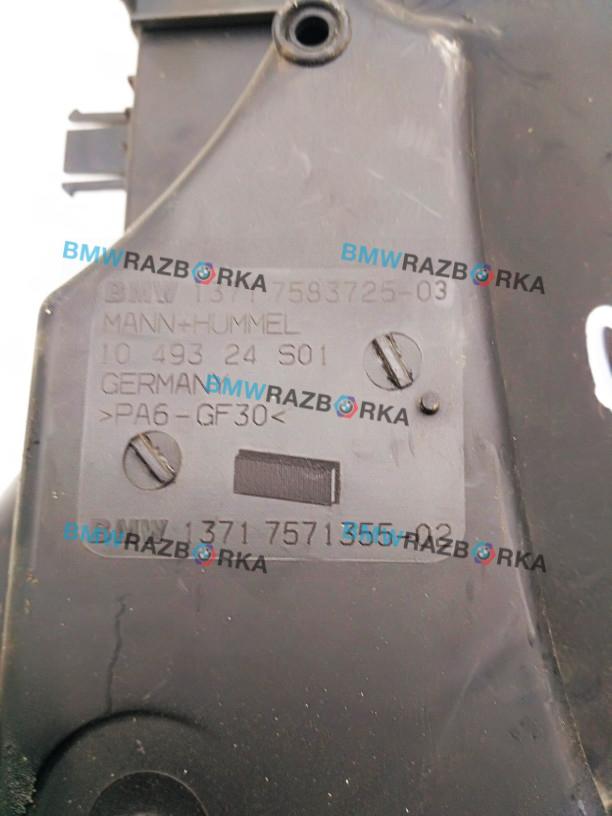 BMWRAZBORKA
BMWRAZBORKA
BMW 1371 7583725-03
MANN+HUMMEL
10 493 24 S01
GERMANY
BMWRAZBORKA
>PA6-GF30<
BMW 1371 7571355-02
BMWRAZBORKA
BMWRAZBORKA